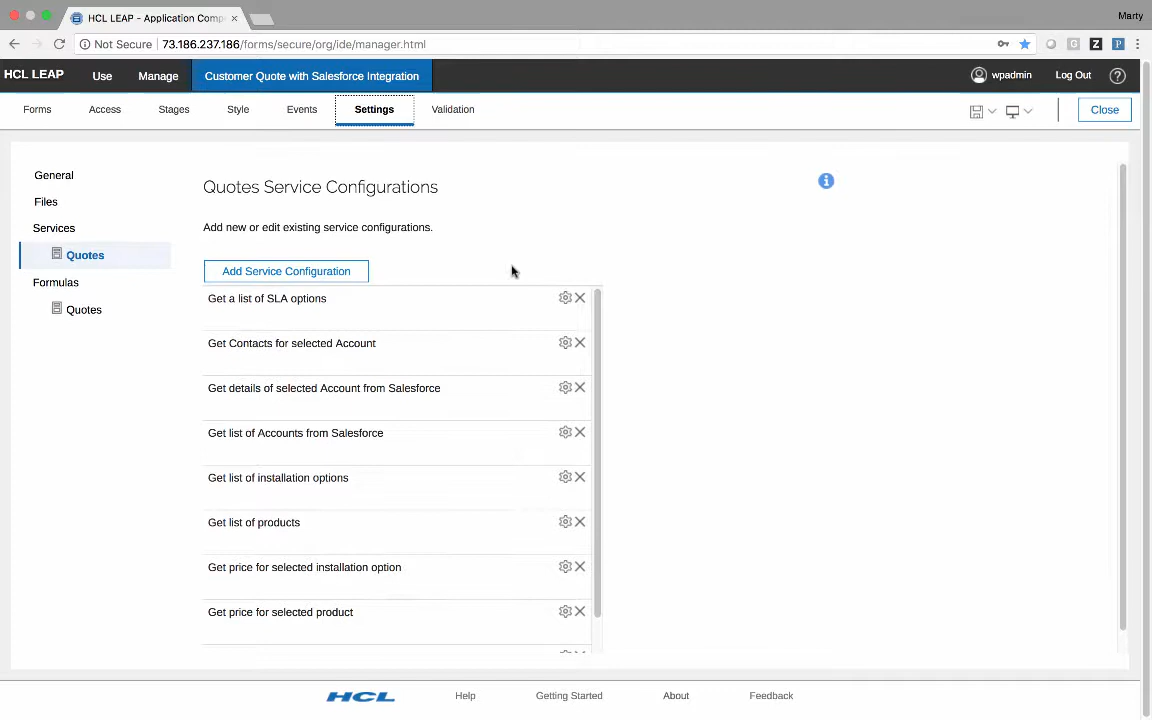 HCL LEAP - Application Comp
Marty
Not Secure 73.186.237.186/forms/secure/org/ide/manager.html
HCL LEAP Use Manage Customer Quote with Salesforce Integration wpadmin Log Out ?
Forms Access Stages Style Events Settings Validation Close
General
Files
Services
Quotes
Formulas
Quotes
Quotes Service Configurations
Add new or edit existing service configurations.
Add Service Configuration
Get a list of SLA options
Get Contacts for selected Account
Get details of selected Account from Salesforce
Get list of Accounts from Salesforce
Get list of installation options
Get list of products
Get price for selected installation option
Get price for selected product
HCL Help Getting Started About Feedback